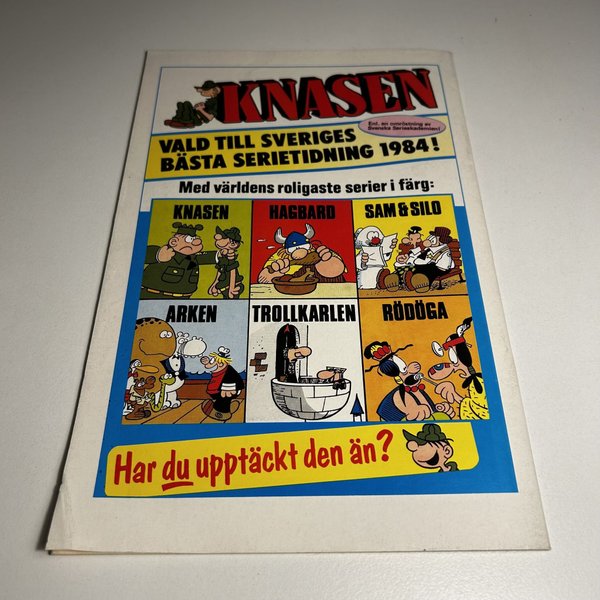 KNASEN
Enl. en omröstning av
Svenska Serieakademien!
VALD TILL SVERIGES
BÄSTA SERIETIDNING 1984!
Med världens roligaste serier i färg:
KNASEN HAGBARD SAM & SILO
ARKEN TROLLKARLEN RÖDÖGA
Har du upptäckt den än?